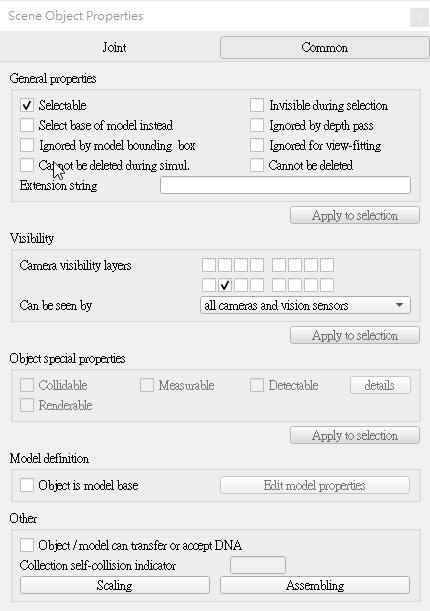 Scene Object Properties
Joint Common
General properties
Selectable Invisible during selection
Select base of model instead Ignored by depth pass
Ignored by model bounding box Ignored for view-fitting
Cannot be deleted during simul. Cannot be deleted
Extension string
Apply to selection
Visibility
Camera visibility layers
Can be seen by all cameras and vision sensors
Apply to selection
Object special properties
Collidable Measurable Detectable details
Renderable
Apply to selection
Model definition
Object is model base Edit model properties
Other
Object / model can transfer or accept DNA
Collection self-collision indicator
Scaling Assembling